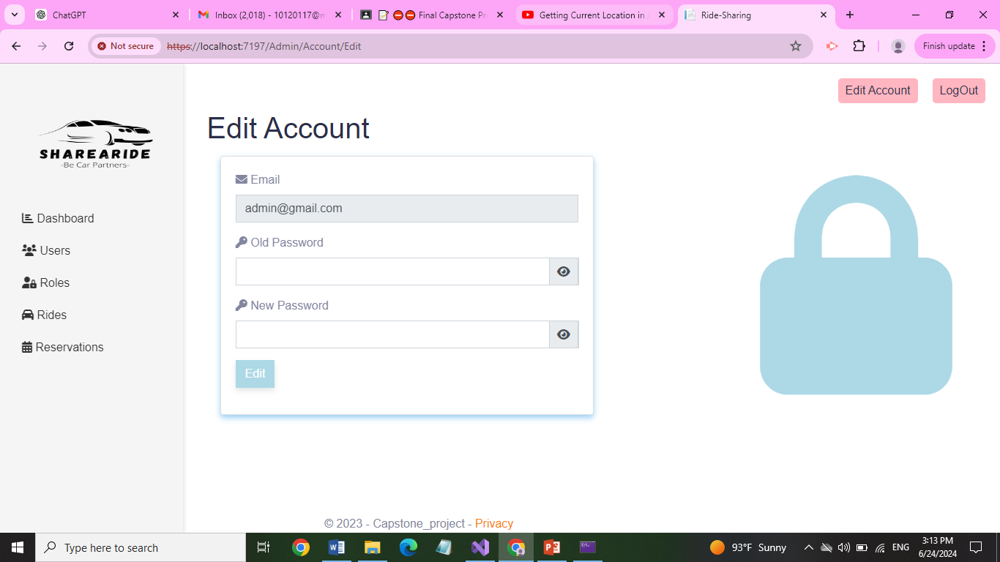 ChatGPT
Inbox (2,018) - 10120117@m
Final Capstone Pr
Getting Current Location in J
Ride-Sharing
Not secure
https://localhost:7197/Admin/Account/Edit
Finish update
Edit Account
LogOut
SHAREARIDE
-Be Car Partners-
Dashboard
Users
Roles
Rides
Reservations
Edit Account
Email
admin@gmail.com
Old Password
New Password
Edit
© 2023 - Capstone_project - Privacy
Type here to search
93°F Sunny
ENG
3:13 PM
6/24/2024